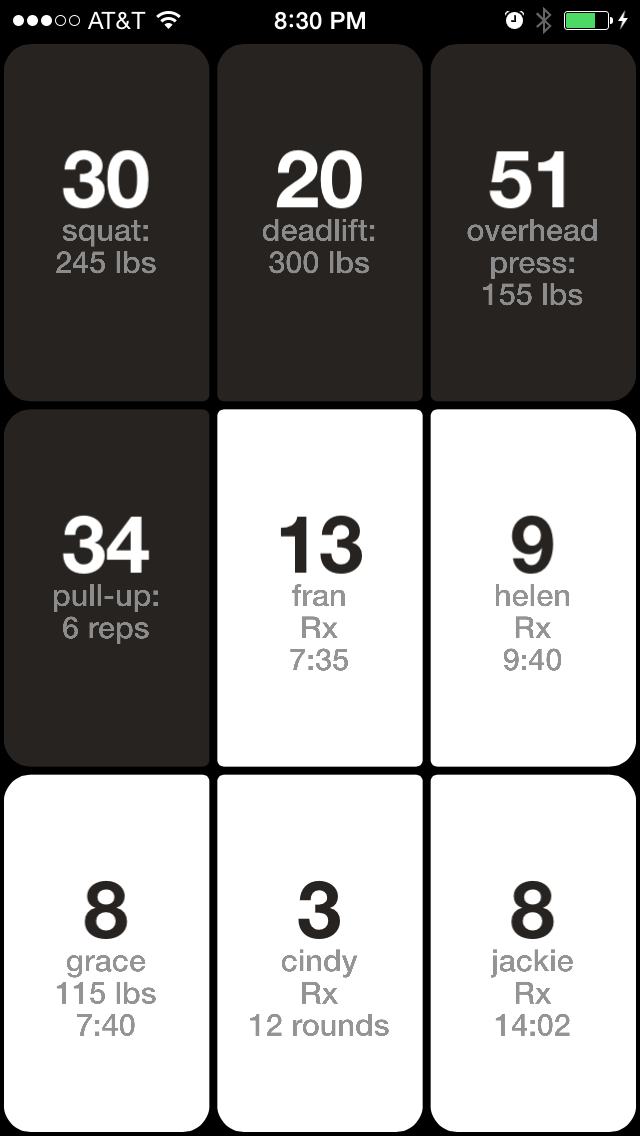 AT&T 8:30 PM
30
squat:
245 lbs
20
deadlift:
300 lbs
51
overhead
press:
155 lbs
34
pull-up:
6 reps
13
fran
Rx
7:35
9
helen
Rx
9:40
8
grace
115 lbs
7:40
3
cindy
Rx
12 rounds
8
jackie
Rx
14:02